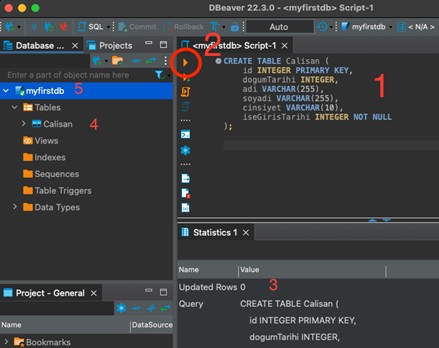 DBeaver 22.3.0 - <myfirstdb> Script-1
SQL
Commit
Rollback
T
Auto
myfirstdb
< N/A >
Database ...
Projects
<myfirstdb> Script-1
2
Enter a part of object name here
CREATE TABLE Calisan (
id INTEGER PRIMARY KEY,
dogumTarihi INTEGER,
adi VARCHAR(255),
soyadi VARCHAR(255),
cinsiyet VARCHAR(10),
iseGirisTarihi INTEGER NOT NULL
);
1
myfirstdb
5
Tables
Calisan
4
Views
Indexes
Sequences
Table Triggers
Data Types
Statistics 1
Name
Value
Updated Rows
0
3
Query
CREATE TABLE Calisan (
id INTEGER PRIMARY KEY,
dogumTarihi INTEGER,
Project - General
Name
DataSource
Bookmarks